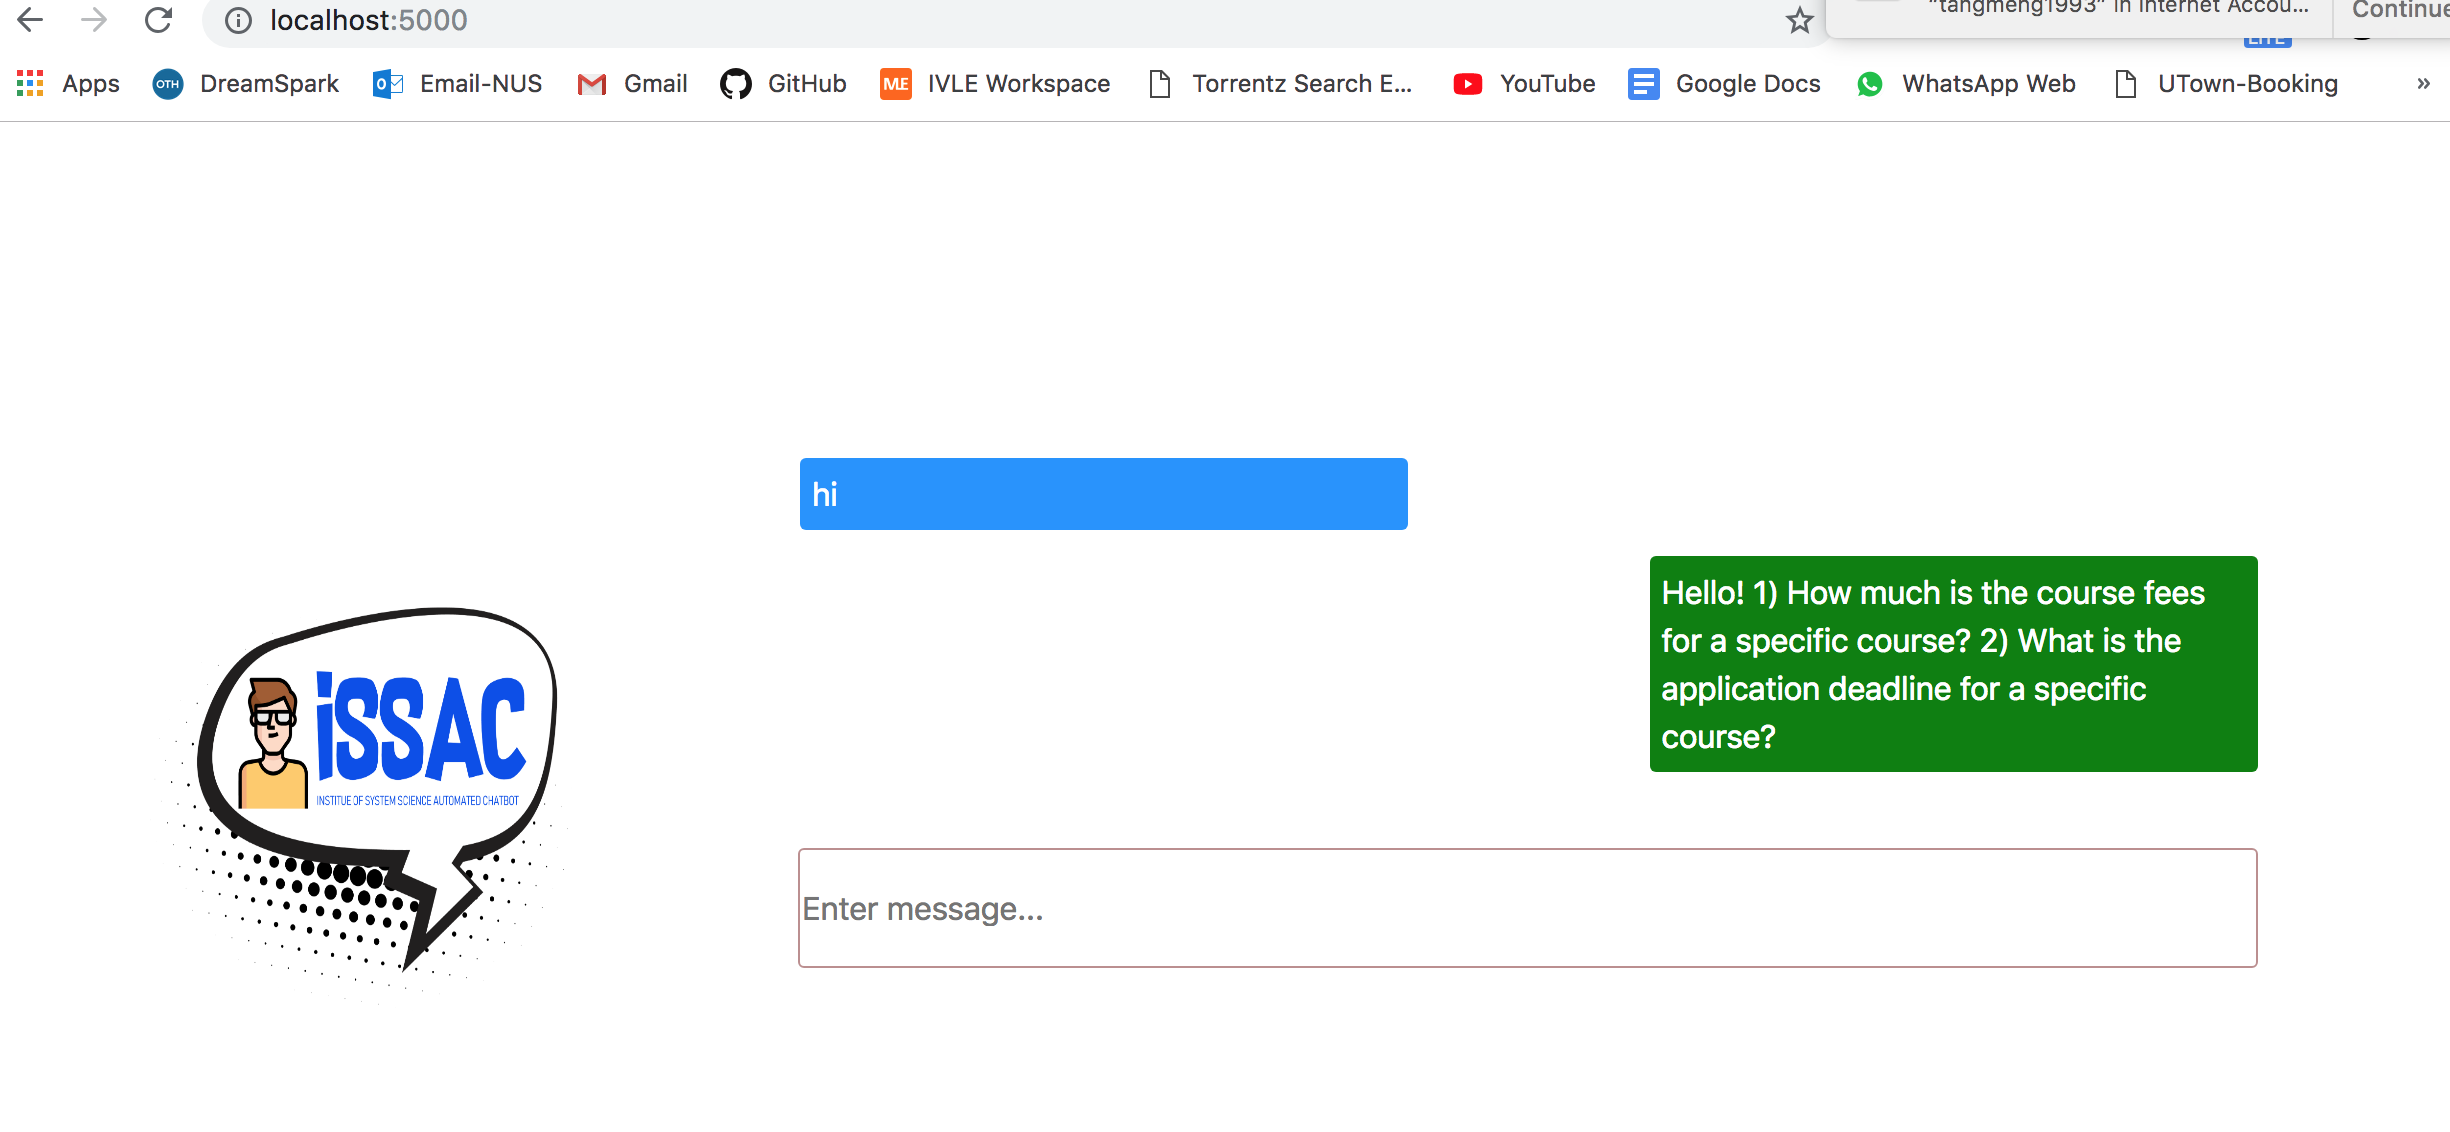 localhost:5000
"tangmeng1993" in Internet Accou... Continue
Apps DreamSpark Email-NUS Gmail GitHub IVLE Workspace Torrentz Search E... YouTube Google Docs WhatsApp Web UTown-Booking »
hi
Hello! 1) How much is the course fees
for a specific course? 2) What is the
application deadline for a specific
course?
iSSAC
INSTITUE OF SYSTEM SCIENCE AUTOMATED CHATBOT
Enter message...